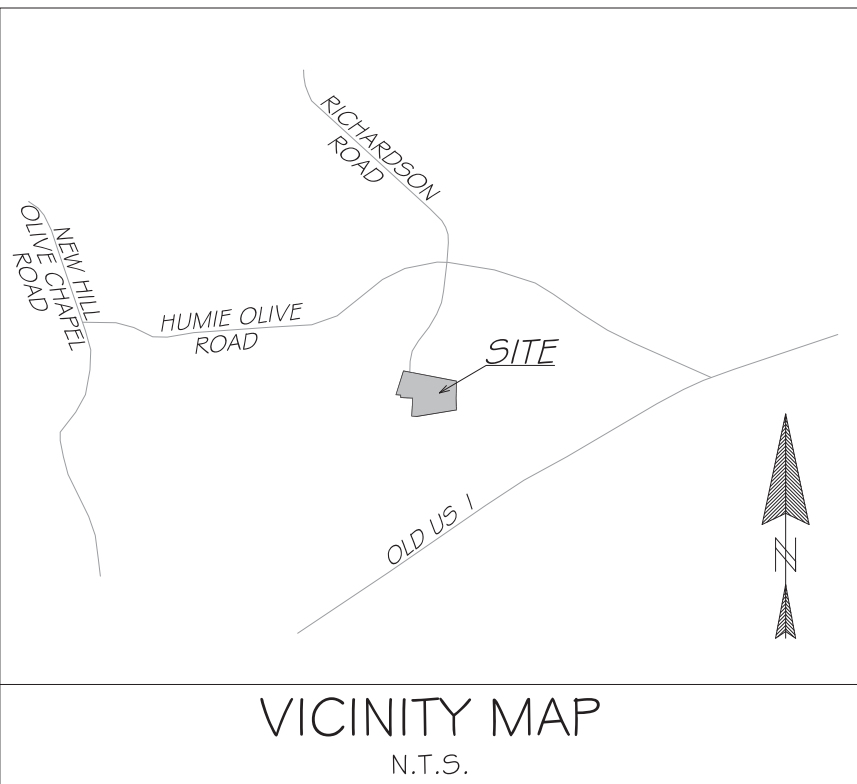 RICHARDSON
ROAD
NEW HILL
OLIVE CHAPEL
ROAD
HUMIE OLIVE
ROAD
SITE
OLD US 1
N
VICINITY MAP
N.T.S.